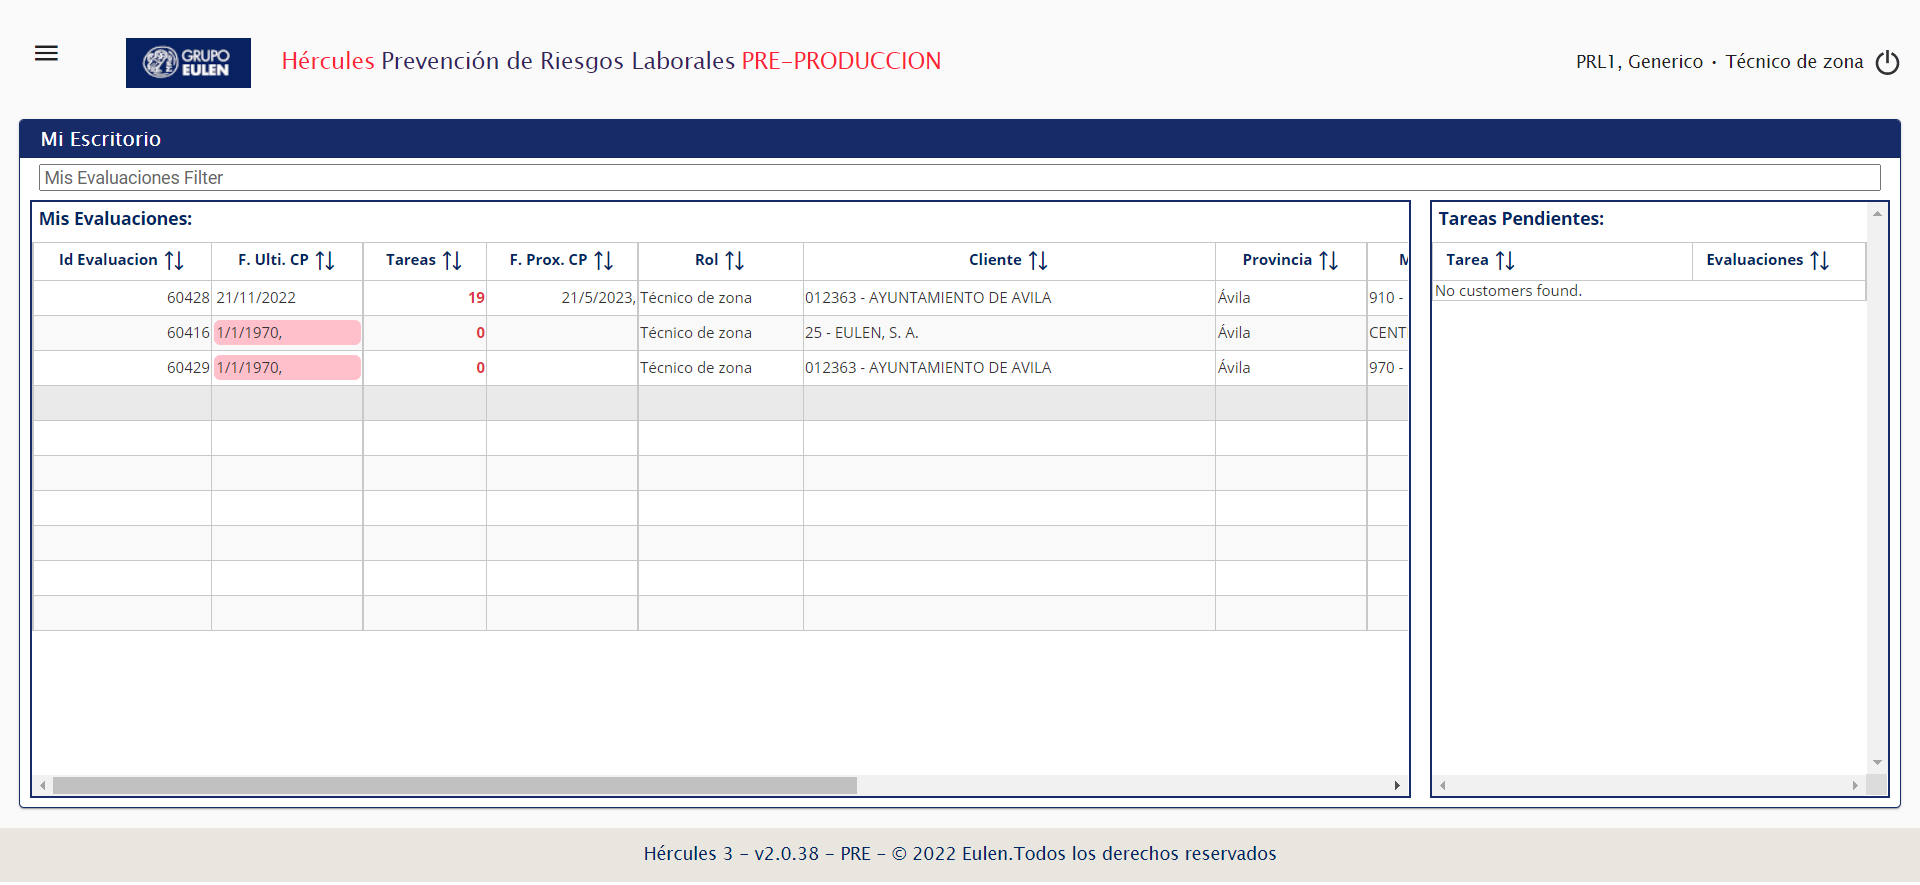 GRUPO
EULEN
Hércules Prevención de Riesgos Laborales PRE-PRODUCCION
PRL1, Generico · Técnico de zona
Mi Escritorio
Mis Evaluaciones Filter
Mis Evaluaciones:
Id Evaluacion F. Ulti. CP Tareas F. Prox. CP Rol Cliente Provincia M
60428 21/11/2022 19 21/5/2023, Técnico de zona 012363 - AYUNTAMIENTO DE AVILA Ávila 910 -
60416 1/1/1970, 0 Técnico de zona 25 - EULEN, S. A. Ávila CENT
60429 1/1/1970, 0 Técnico de zona 012363 - AYUNTAMIENTO DE AVILA Ávila 970 -
Tareas Pendientes:
Tarea Evaluaciones
No customers found.
Hércules 3 - v2.0.38 - PRE - © 2022 Eulen.Todos los derechos reservados